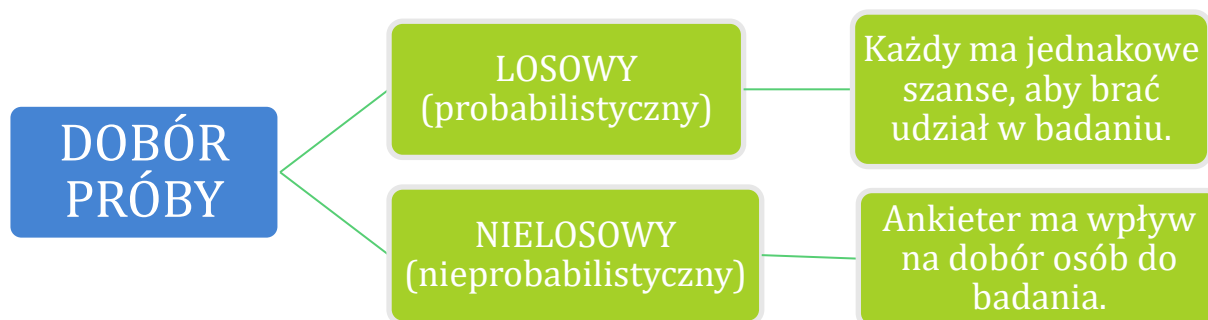 DOBÓR
PRÓBY
LOSOWY
(probabilistyczny)
Każdy ma jednakowe
szanse, aby brać
udział w badaniu.
NIELOSOWY
(nieprobabilistyczny)
Ankieter ma wpływ
na dobór osób do
badania.